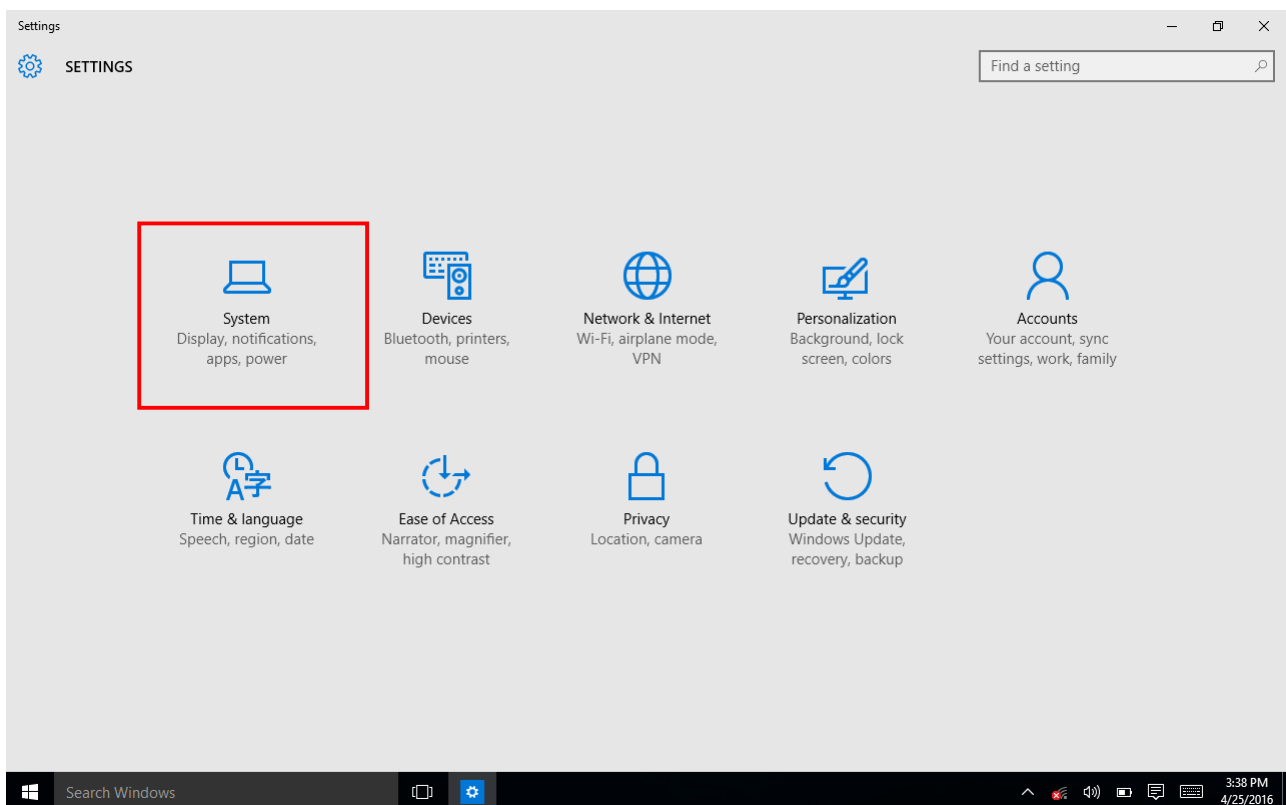 Settings
SETTINGS
Find a setting
System
Display, notifications,
apps, power
Devices
Bluetooth, printers,
mouse
Network & Internet
Wi-Fi, airplane mode,
VPN
Personalization
Background, lock
screen, colors
Accounts
Your account, sync
settings, work, family
Time & language
Speech, region, date
Ease of Access
Narrator, magnifier,
high contrast
Privacy
Location, camera
Update & security
Windows Update,
recovery, backup
Search Windows
3:38 PM
4/25/2016